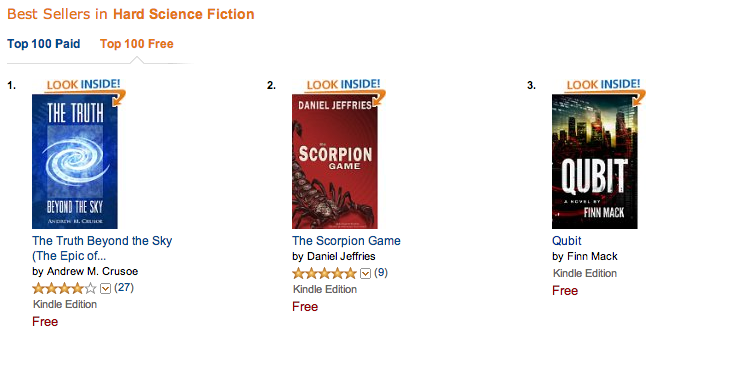 Best Sellers in Hard Science Fiction
Top 100 Paid Top 100 Free
1.
LOOK INSIDE!
THE TRUTH
BEYOND THE SKY
ANDREW M. CRUSOE
The Truth Beyond the Sky
(The Epic of...
by Andrew M. Crusoe
(27)
Kindle Edition
Free
2.
LOOK INSIDE!
DANIEL JEFFRIES
THE
SCORPION
GAME
The Scorpion Game
by Daniel Jeffries
(9)
Kindle Edition
Free
3.
LOOK INSIDE!
QUBIT
A NOVEL BY
FINN MACK
Qubit
by Finn Mack
Kindle Edition
Free